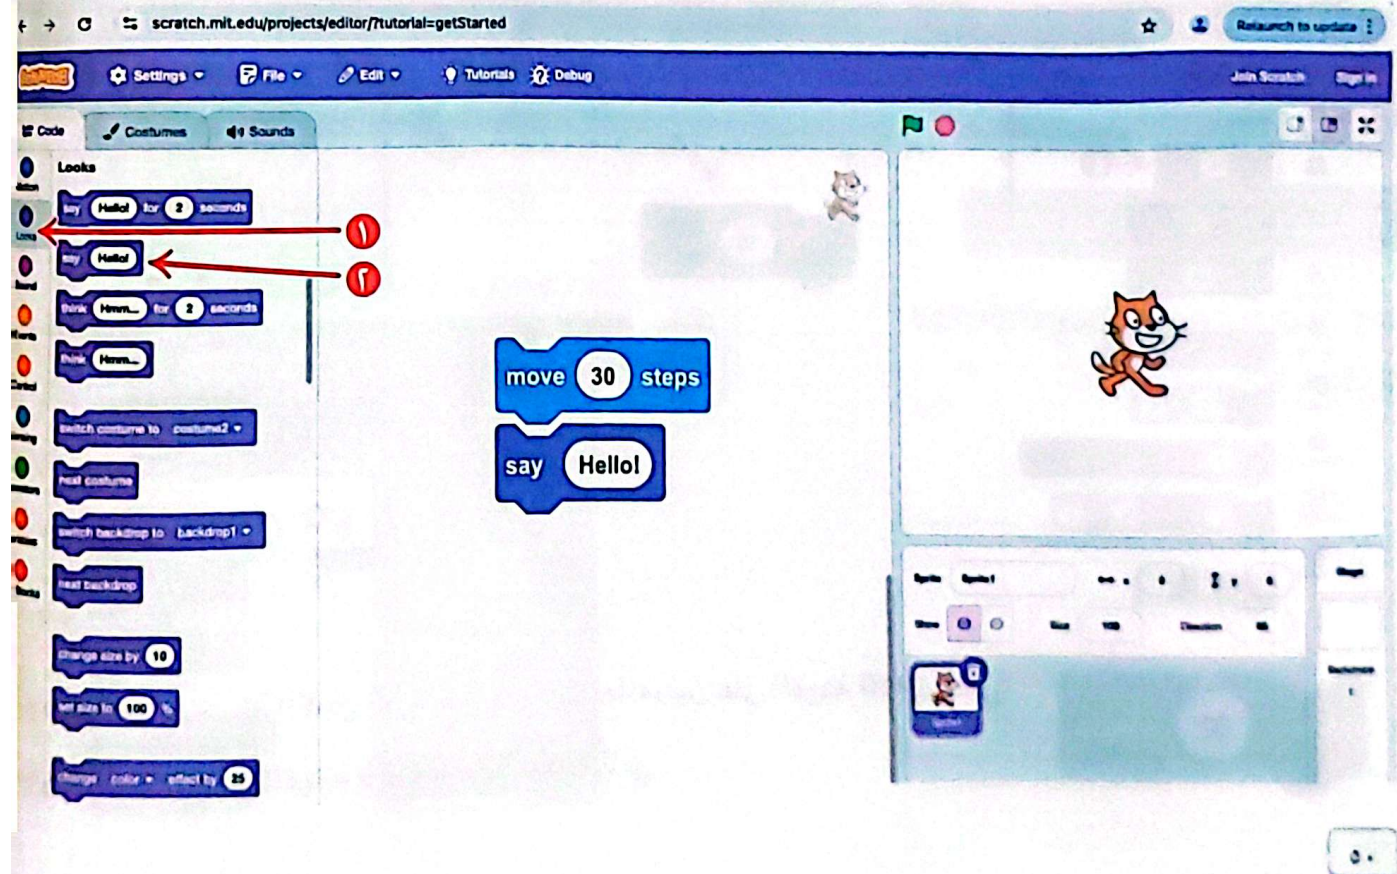 scratch.mit.edu/projects/editor/?tutorial=getStarted
Relaunch to update
Settings File Edit Tutorials Debug
Join Scratch Sign in
Code Costumes Sounds
Looks
say Hello! for 2 seconds
۱
say Hello!
۲
think Hmm... for 2 seconds
think Hmm...
move 30 steps
say Hello!
switch costume to costume2
next costume
switch backdrop to backdrop1
next backdrop
change size by 10
set size to 100 %
change color effect by 25
Sprite Sprite1
Show Size 100 Direction
Stage